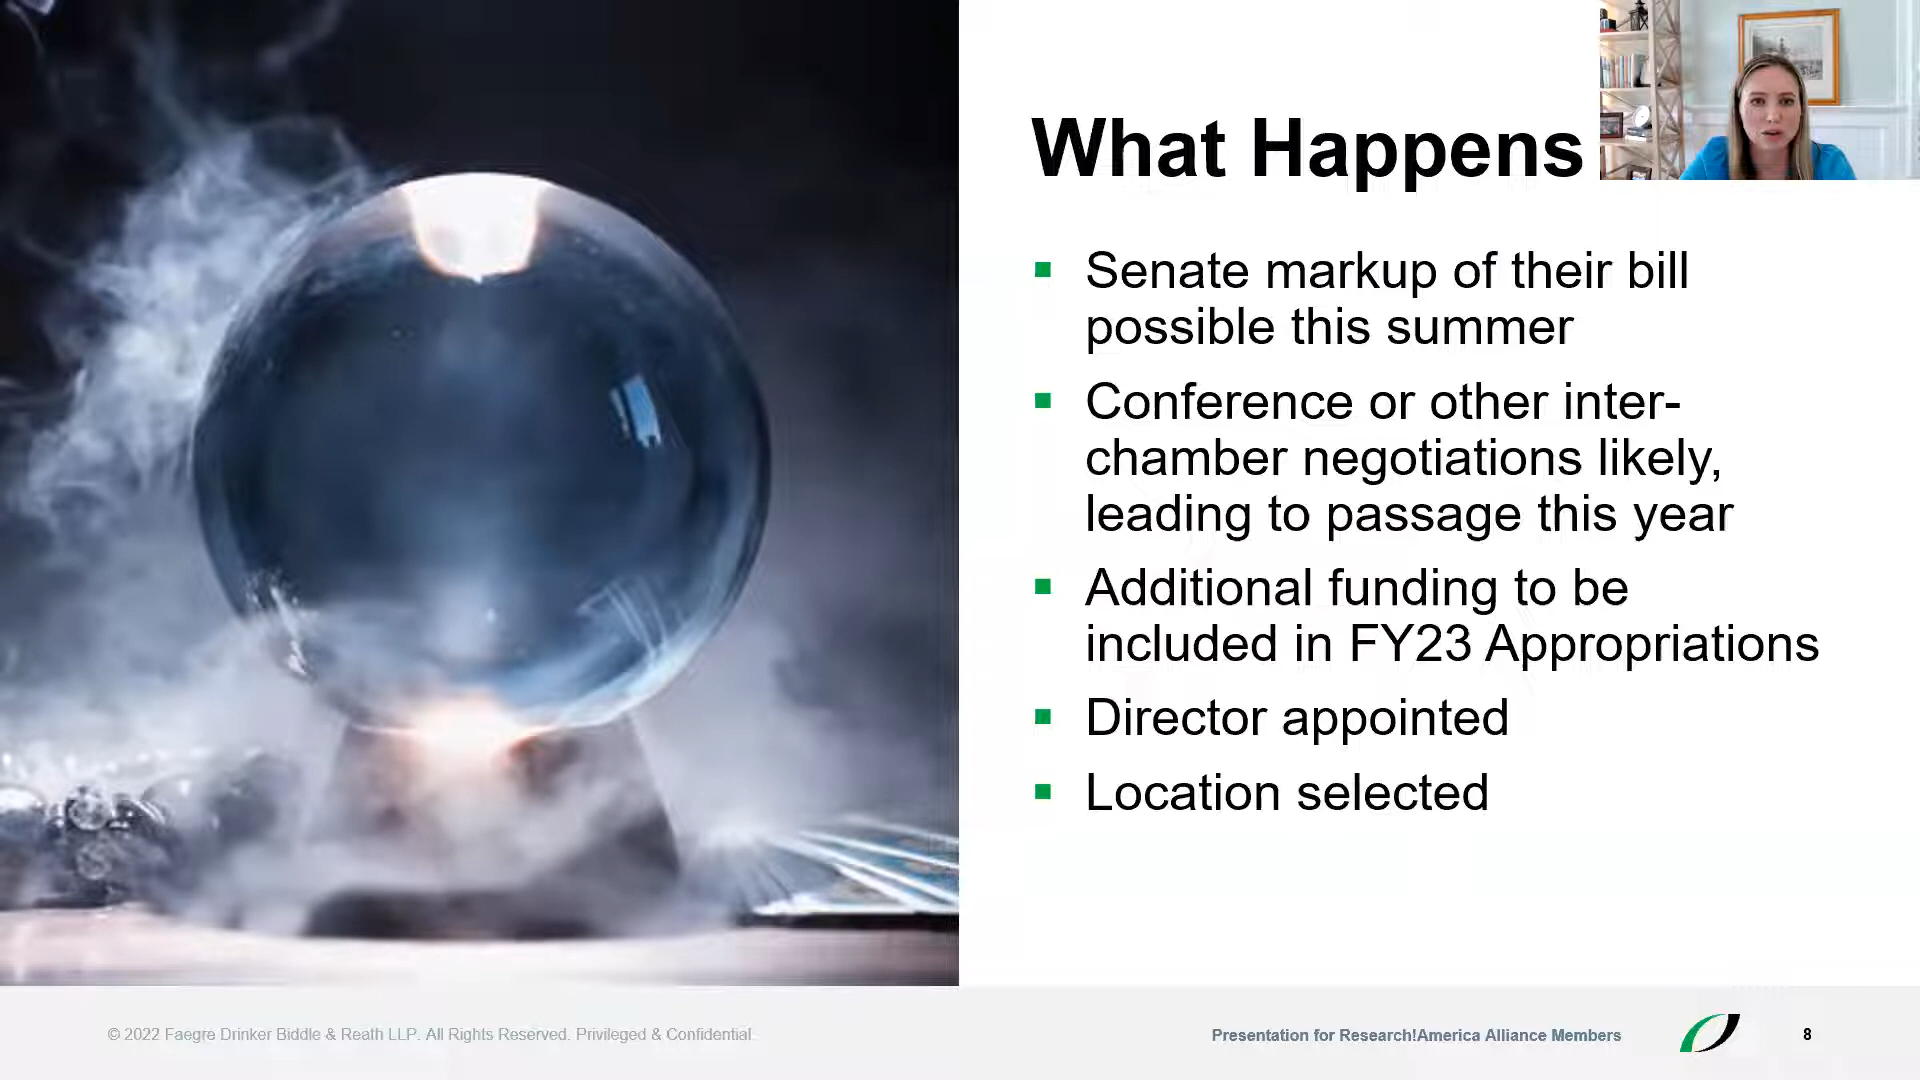 What Happens
▪ Senate markup of their bill
possible this summer
▪ Conference or other inter-
chamber negotiations likely,
leading to passage this year
▪ Additional funding to be
included in FY23 Appropriations
▪ Director appointed
▪ Location selected
© 2022 Faegre Drinker Biddle & Reath LLP. All Rights Reserved. Privileged & Confidential.
Presentation for Research!America Alliance Members
8